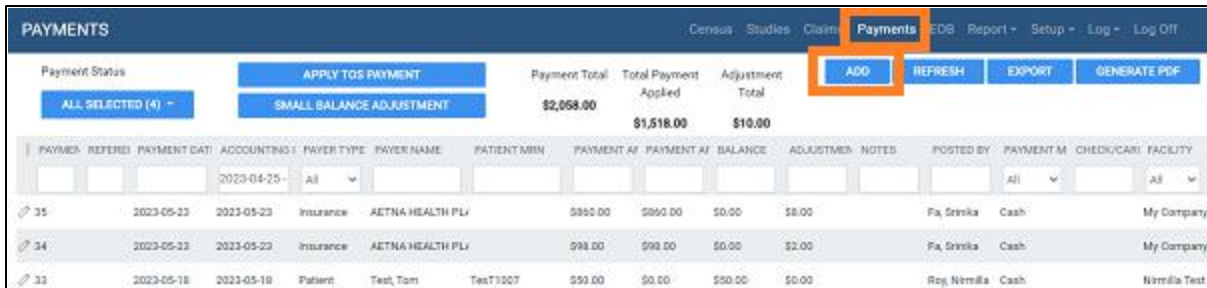 PAYMENTS Census Studies Claims Payments EOB Report Setup Log Log Off
Payment Status APPLY TOS PAYMENT Payment Total Total Payment Applied Adjustment Total ADD REFRESH EXPORT GENERATE PDF
ALL SELECTED (4) SMALL BALANCE ADJUSTMENT $2,058.00 $1,518.00 $10.00
PAYMEN REFEREI PAYMENT DATI ACCOUNTING I PAYER TYPE PAYER NAME PATIENT MRN PAYMENT AI PAYMENT AI BALANCE ADJUSTMEN NOTES POSTED BY PAYMENT M CHECK/CARI FACILITY
2023-04-25- All All All
35 2023-05-23 2023-05-23 Insurance AETNA HEALTH PL $860.00 $860.00 $0.00 $8.00 Fa, Srinika Cash My Company
34 2023-05-23 2023-05-23 Insurance AETNA HEALTH PL $98.00 $98.00 $0.00 $2.00 Fa, Srinika Cash My Company
33 2023-05-18 2023-05-18 Patient Test, Tom TesT1007 $50.00 $0.00 $50.00 $0.00 Roy, Nirmilla Cash Nirmilla Test